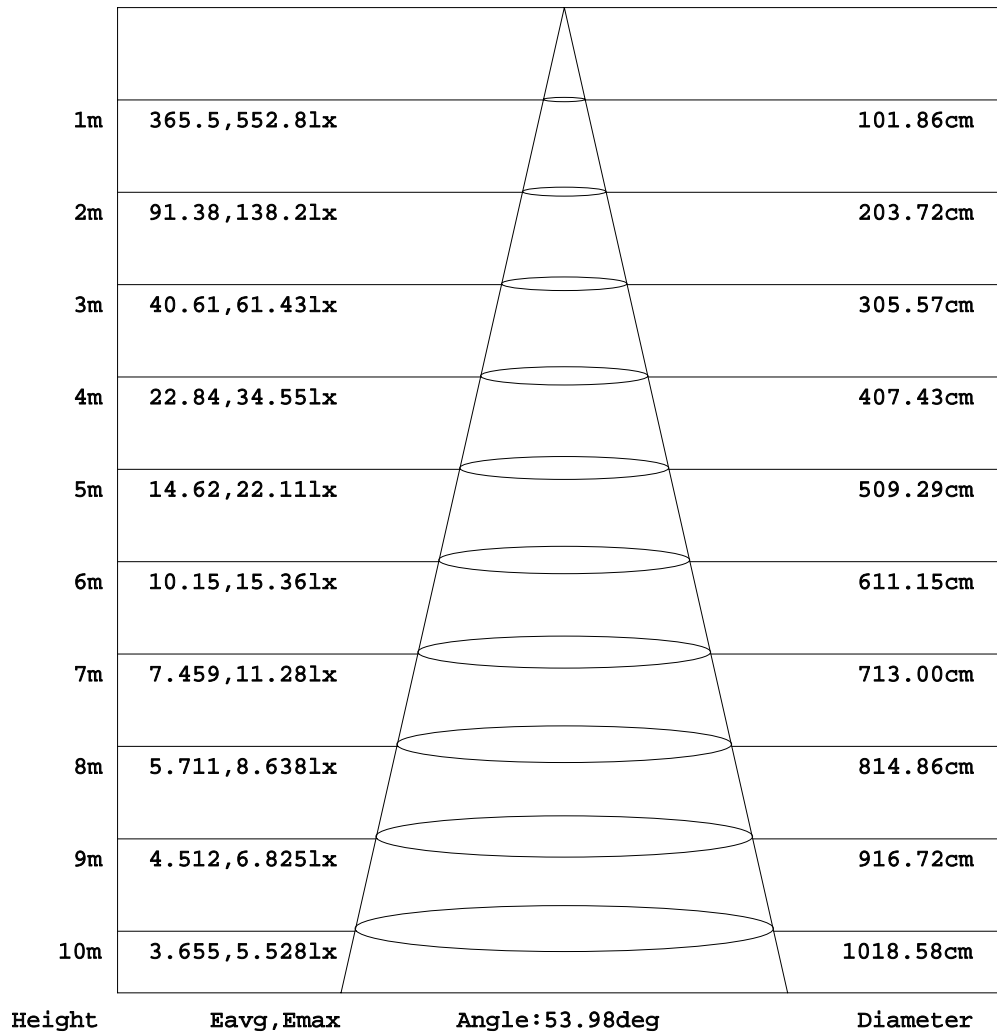 1m 365.5,552.8lx 101.86cm
2m 91.38,138.2lx 203.72cm
3m 40.61,61.43lx 305.57cm
4m 22.84,34.55lx 407.43cm
5m 14.62,22.11lx 509.29cm
6m 10.15,15.36lx 611.15cm
7m 7.459,11.28lx 713.00cm
8m 5.711,8.638lx 814.86cm
9m 4.512,6.825lx 916.72cm
10m 3.655,5.528lx 1018.58cm
Height Eavg,Emax Angle:53.98deg Diameter